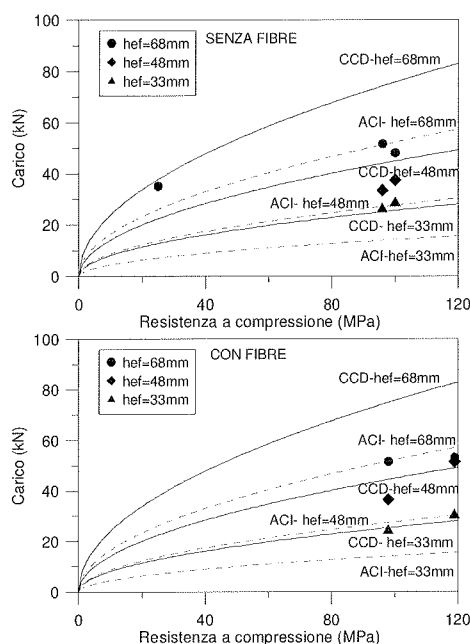 100
80
60
40
20
0
Carico (kN)
hef=68mm
hef=48mm
hef=33mm
SENZA FIBRE
CCD-hef=68mm
ACI- hef=68mm
CCD-hef=48mm
ACI- hef=48mm
CCD- hef=33mm
ACI-hef=33mm
0 40 80 120
Resistenza a compressione (MPa)
100
80
60
40
20
0
Carico (kN)
hef=68mm
hef=48mm
hef=33mm
CON FIBRE
CCD-hef=68mm
ACI- hef=68mm
CCD-hef=48mm
ACI- hef=48mm
CCD- hef=33mm
ACI-hef=33mm
0 40 80 120
Resistenza a compressione (MPa)